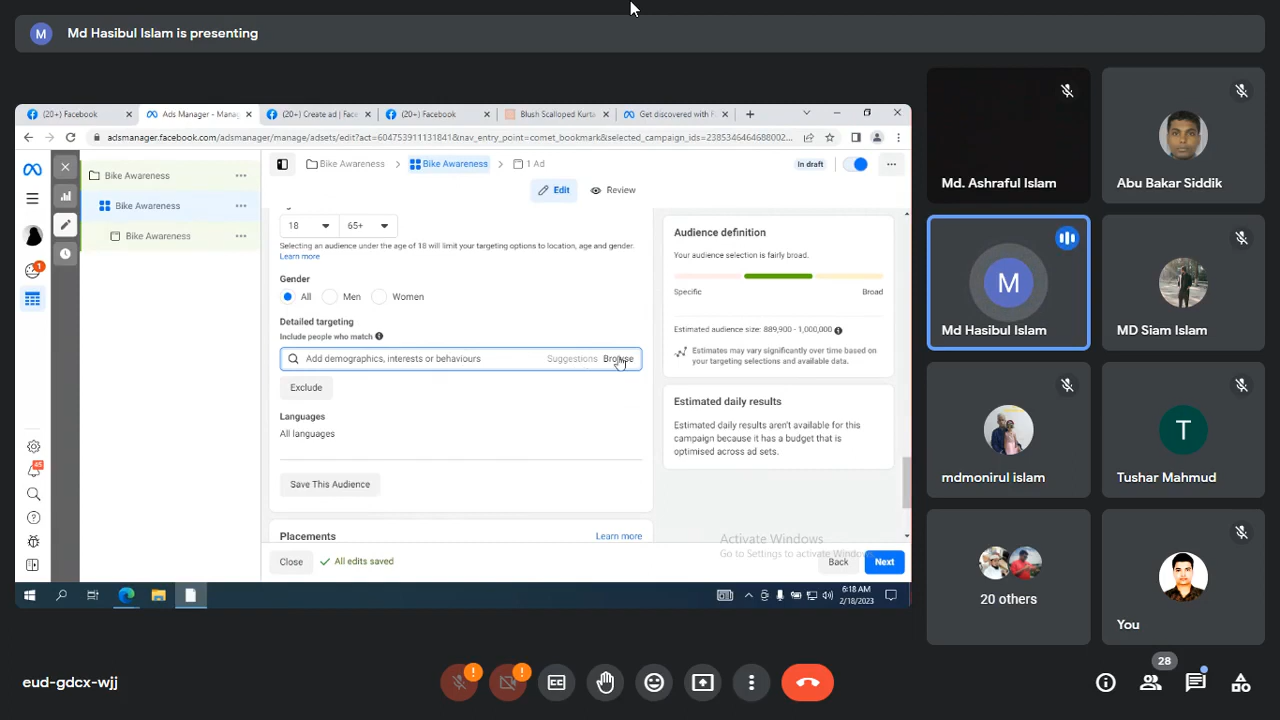 M Md Hasibul Islam is presenting
(20+) Facebook
Ads Manager - Manag
(20+) Create ad | Face
(20+) Facebook
Blush Scalloped Kurta
Get discovered with F
adsmanager.facebook.com/adsmanager/manage/adsets/edit?act=604753911131841&nav_entry_point=comet_bookmark&selected_campaign_ids=2385346464688002...
Bike Awareness
Bike Awareness
Bike Awareness
Bike Awareness
Bike Awareness
1 Ad
In draft
Edit
Review
18
65+
Selecting an audience under the age of 18 will limit your targeting options to location, age and gender.
Learn more
Gender
All
Men
Women
Detailed targeting
Include people who match
Add demographics, interests or behaviours
Suggestions
Browse
Exclude
Languages
All languages
Save This Audience
Placements
Learn more
Close
All edits saved
Back
Next
Audience definition
Your audience selection is fairly broad.
Specific
Broad
Estimated audience size: 889,900 - 1,000,000
Estimates may vary significantly over time based on
your targeting selections and available data.
Estimated daily results
Estimated daily results aren't available for this
campaign because it has a budget that is
optimised across ad sets.
Activate Windows
Go to Settings to activate Windows.
1
45
6:18 AM
2/18/2023
Md. Ashraful Islam
Abu Bakar Siddik
M
Md Hasibul Islam
MD Siam Islam
mdmonirul islam
T
Tushar Mahmud
20 others
You
eud-gdcx-wjj
CC
28